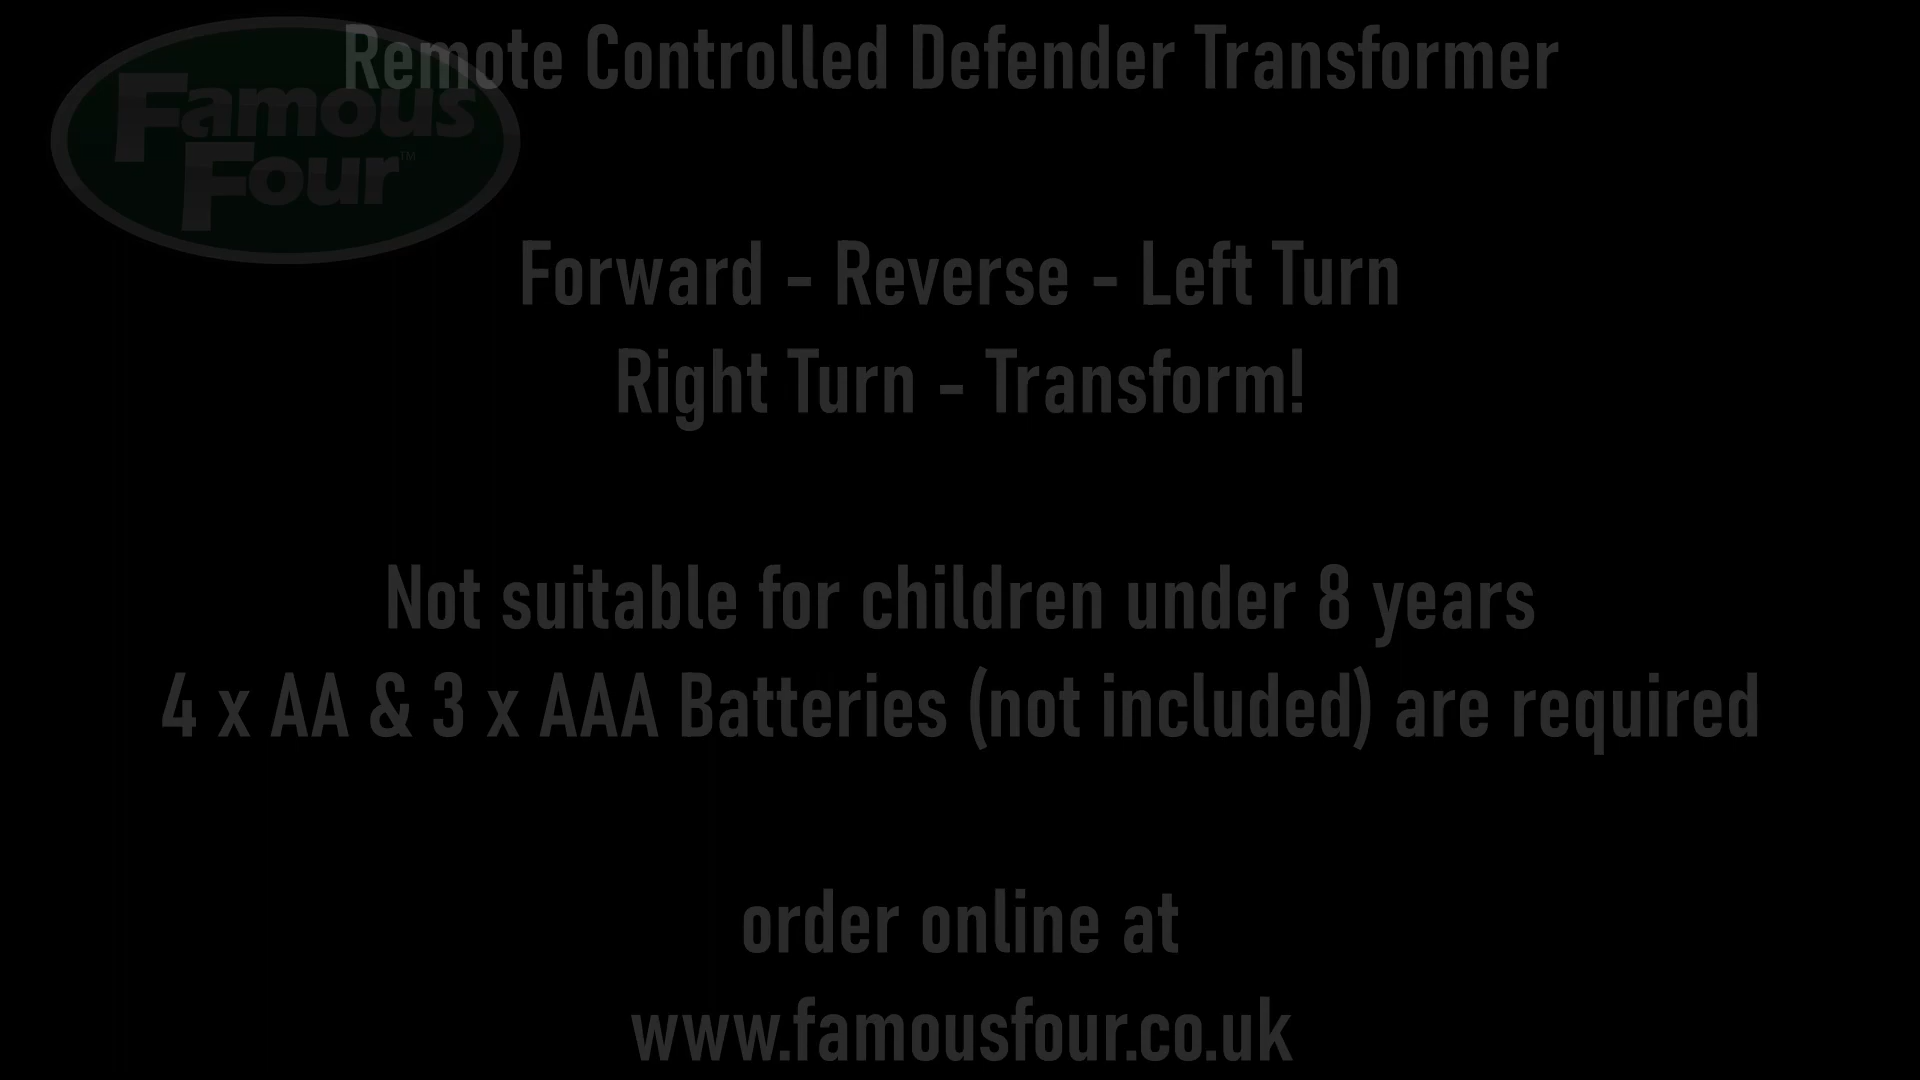 Remote Controlled Defender Transformer
Famous
Four™
Forward - Reverse - Left Turn
Right Turn - Transform!
Not suitable for children under 8 years
4 x AA & 3 x AAA Batteries (not included) are required
order online at
www.famousfour.co.uk